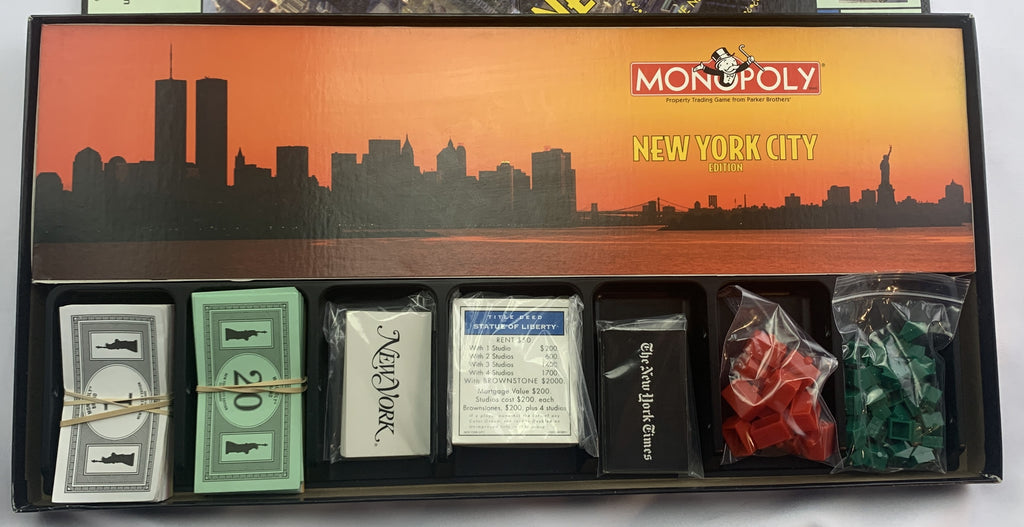 MONOPOLY
Property Trading Game from Parker Brothers®
NEW YORK CITY
EDITION
20
NEW YORK.
TITLE DEED
STATUE OF LIBERTY
RENT $50
With 1 Studio $200.
With 2 Studios 600.
With 3 Studios 1400.
With 4 Studios 1700.
With BROWNSTONE $2000.
Mortgage Value $200.
Studios cost $200. each
Brownstones, $200. plus 4 studios
The New York Times